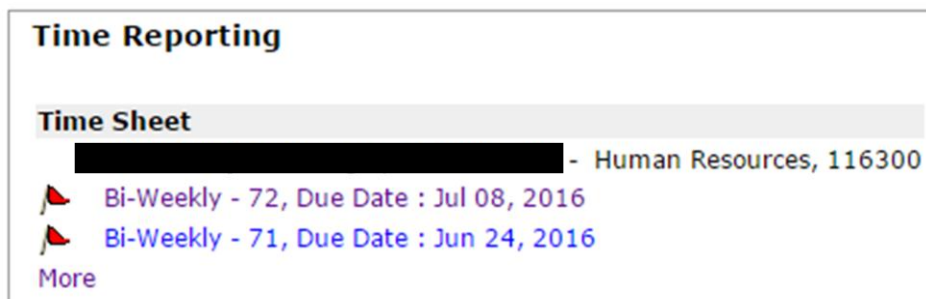 Time Reporting
Time Sheet
- Human Resources, 116300
Bi-Weekly - 72, Due Date : Jul 08, 2016
Bi-Weekly - 71, Due Date : Jun 24, 2016
More